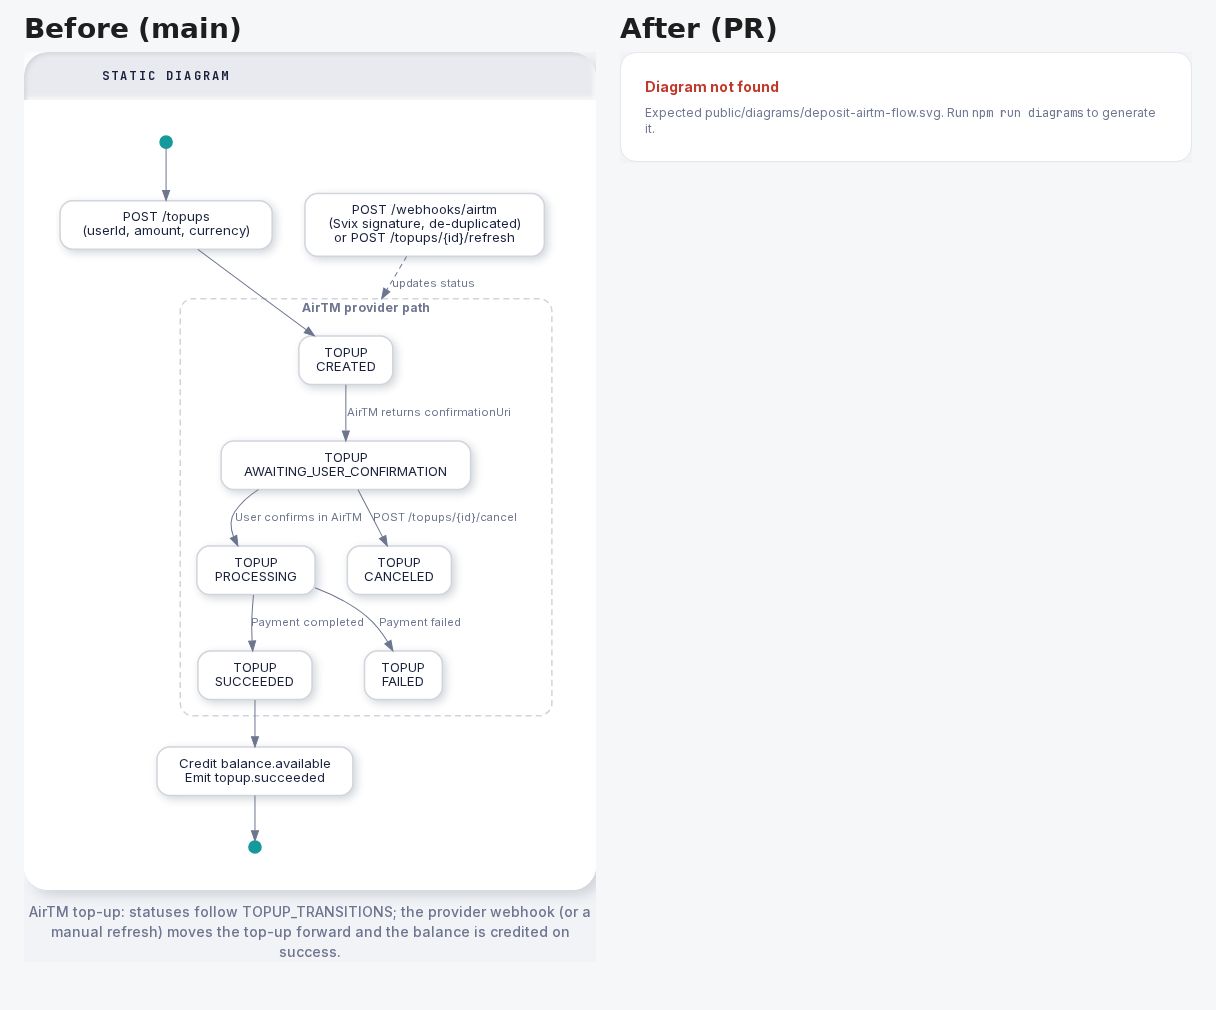 Before (main)
STATIC DIAGRAM
POST /topups
(userId, amount, currency)
POST /webhooks/airtm
(Svix signature, de-duplicated)
or POST /topups/{id}/refresh
updates status
AirTM provider path
TOPUP
CREATED
AirTM returns confirmationUri
TOPUP
AWAITING_USER_CONFIRMATION
User confirms in AirTM
POST /topups/{id}/cancel
TOPUP
PROCESSING
TOPUP
CANCELED
Payment completed
Payment failed
TOPUP
SUCCEEDED
TOPUP
FAILED
Credit balance.available
Emit topup.succeeded
AirTM top-up: statuses follow TOPUP_TRANSITIONS; the provider webhook (or a
manual refresh) moves the top-up forward and the balance is credited on
success.
After (PR)
Diagram not found
Expected public/diagrams/deposit-airtm-flow.svg. Run npm run diagrams to generate
it.